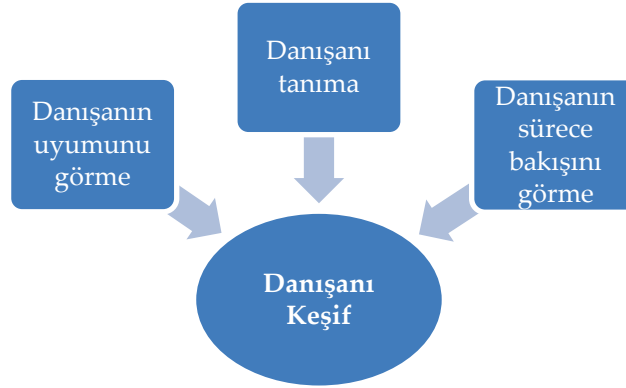 Danışanın
uyumunu
görme
Danışanı
tanıma
Danışanın
sürece
bakışını
görme
Danışanı
Keşif